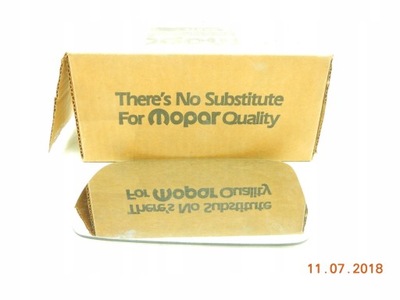 There's No Substitute
For mopar Quality
For mopar Quality
There's No Substitute
11.07.2018